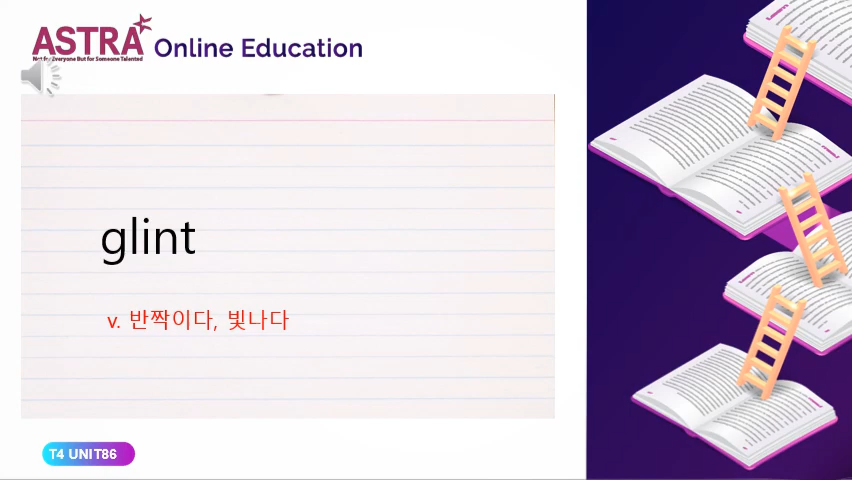 ASTRA
Online Education
Not for Everyone But for Someone Talented
glint
v. 반짝이다, 빛나다
T4 UNIT86